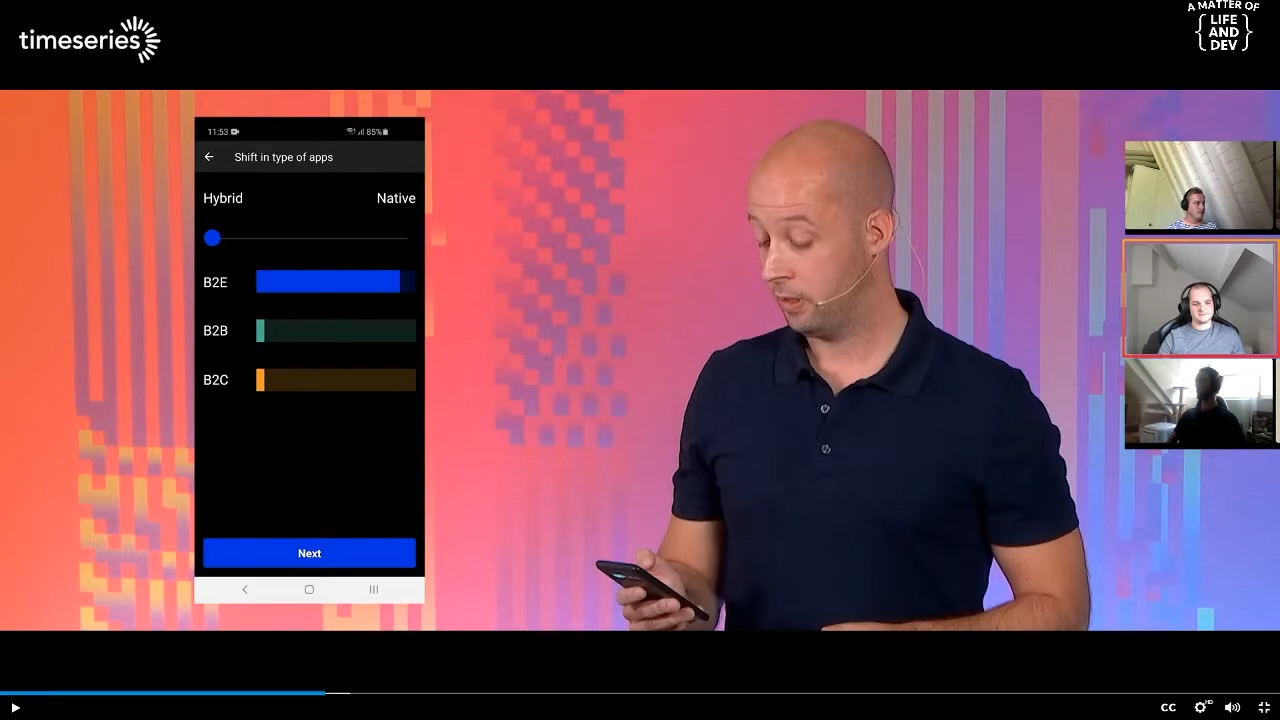 timeseries
A MATTER OF
{LIFE
AND
DEV}
11:53
85%
Shift in type of apps
Hybrid
Native
B2E
B2B
B2C
Next
CC
HD